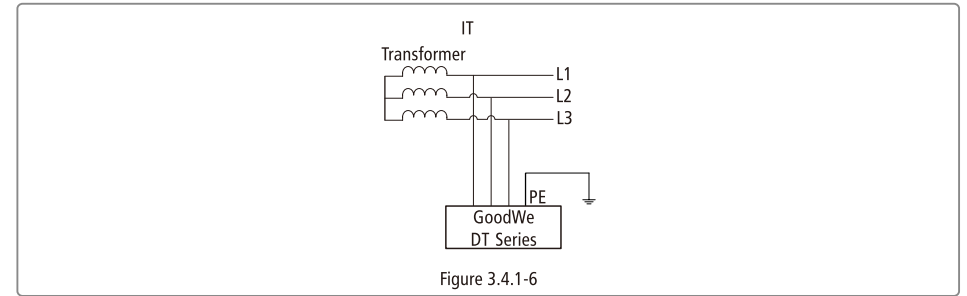 IT
Transformer
L1
L2
L3
PE
GoodWe
DT Series
Figure 3.4.1-6